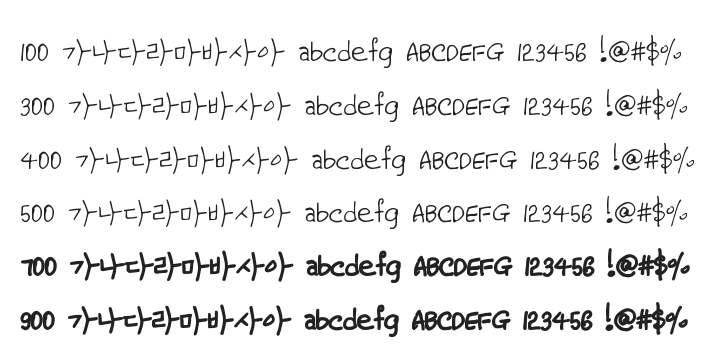 100 가나다라마바사아 abcdefg ABCDEFG 123456 !@#$%
300 가나다라마바사아 abcdefg ABCDEFG 123456 !@#$%
400 가나다라마바사아 abcdefg ABCDEFG 123456 !@#$%
500 가나다라마바사아 abcdefg ABCDEFG 123456 !@#$%
700 가나다라마바사아 abcdefg ABCDEFG 123456 !@#$%
900 가나다라마바사아 abcdefg ABCDEFG 123456 !@#$%